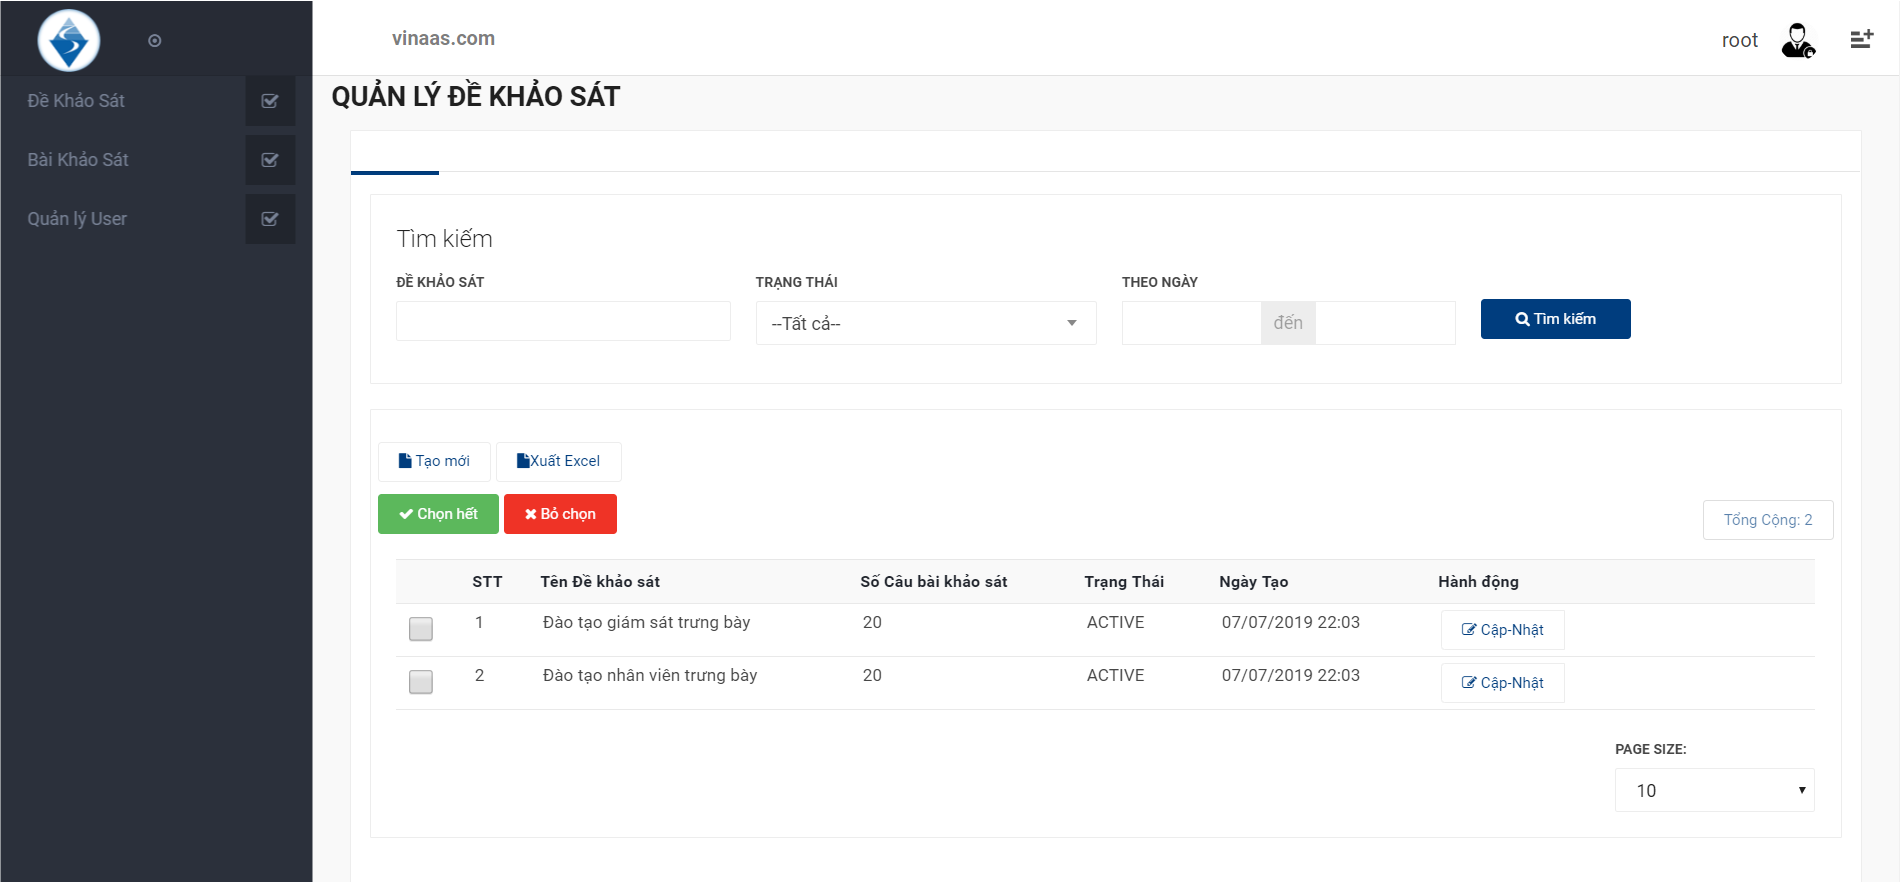 vinaas.com
root
Đề Khảo Sát
Bài Khảo Sát
Quản lý User
QUẢN LÝ ĐỀ KHẢO SÁT
Tìm kiếm
ĐỀ KHẢO SÁT
TRẠNG THÁI
THEO NGÀY
--Tất cả--
đến
Tìm kiếm
Tạo mới
Xuất Excel
Chọn hết
Bỏ chọn
Tổng Cộng: 2
STT Tên Đề khảo sát Số Câu bài khảo sát Trạng Thái Ngày Tạo Hành động
1 Đào tạo giám sát trưng bày 20 ACTIVE 07/07/2019 22:03 Cập-Nhật
2 Đào tạo nhân viên trưng bày 20 ACTIVE 07/07/2019 22:03 Cập-Nhật
PAGE SIZE:
10